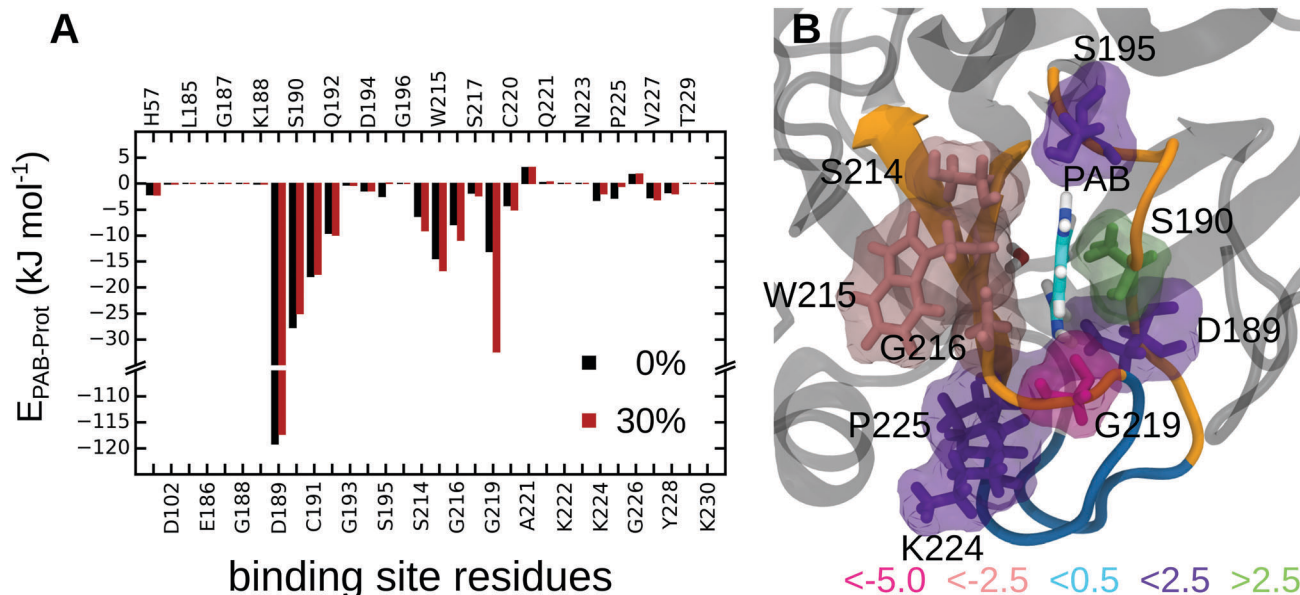 A
H57 L185 G187 K188 S190 Q192 D194 G196 W215 S217 C220 Q221 N223 P225 V227 T229
E_PAB-Prot (kJ mol⁻¹)
5
0
−5
−10
−15
−20
−25
−30
−110
−115
−120
0%
30%
D102 E186 G188 D189 C191 G193 S195 S214 G216 G219 A221 K222 K224 G226 Y228 K230
binding site residues
B
S195
S214
PAB
S190
W215
G216
D189
P225
G219
K224
<-5.0 <-2.5 <0.5 <2.5 >2.5